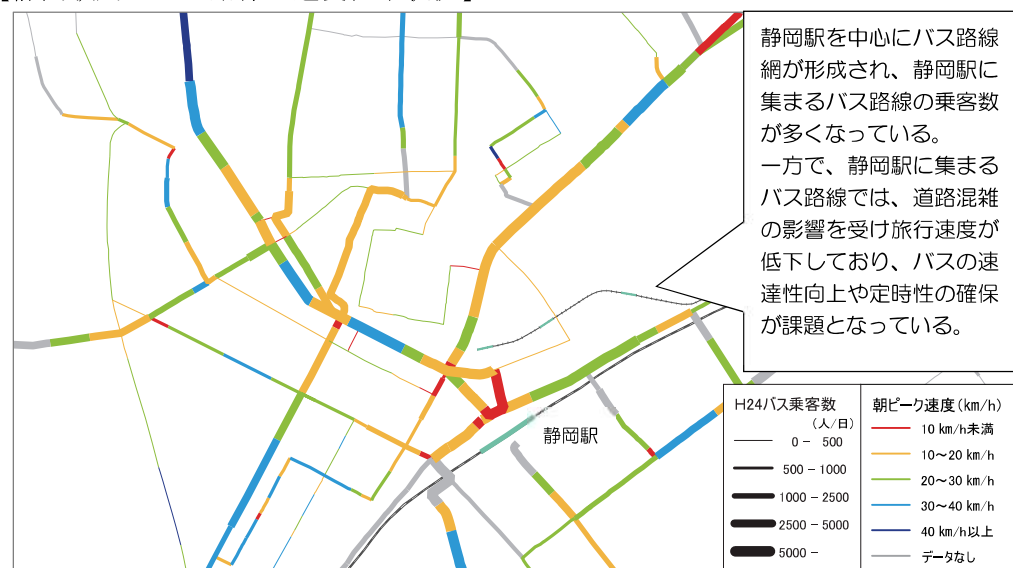 静岡駅を中心にバス路線
網が形成され、静岡駅に
集まるバス路線の乗客数
が多くなっている。
一方で、静岡駅に集まる
バス路線では、道路混雑
の影響を受け旅行速度が
低下しており、バスの速
達性向上や定時性の確保
が課題となっている。
静岡駅
H24バス乗客数
(人/日)
0 - 500
500 - 1000
1000 - 2500
2500 - 5000
5000 -
朝ピーク速度(km/h)
10 km/h未満
10～20 km/h
20～30 km/h
30～40 km/h
40 km/h以上
データなし